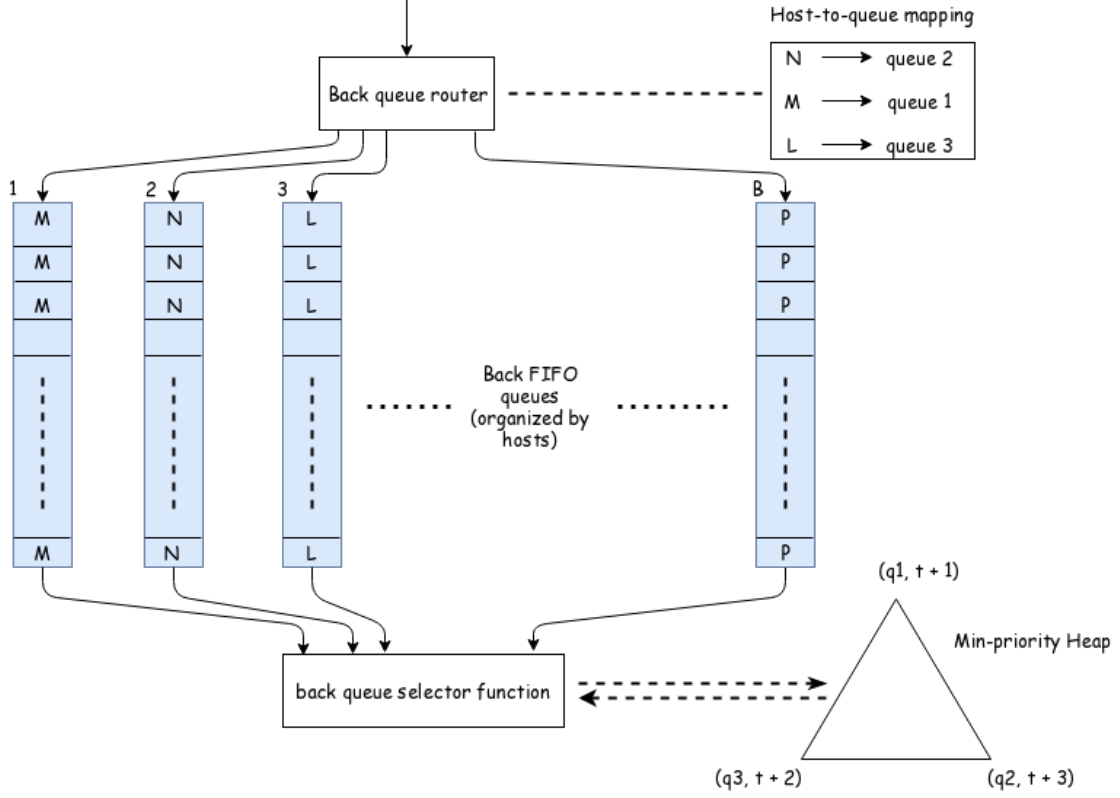 Host-to-queue mapping
Back queue router
N queue 2
M queue 1
L queue 3
1 2 3 B
M N L P
M N L P
M N L P
Back FIFO
queues
(organized by
hosts)
M N L P
(q1, t + 1)
Min-priority Heap
back queue selector function
(q3, t + 2) (q2, t + 3)